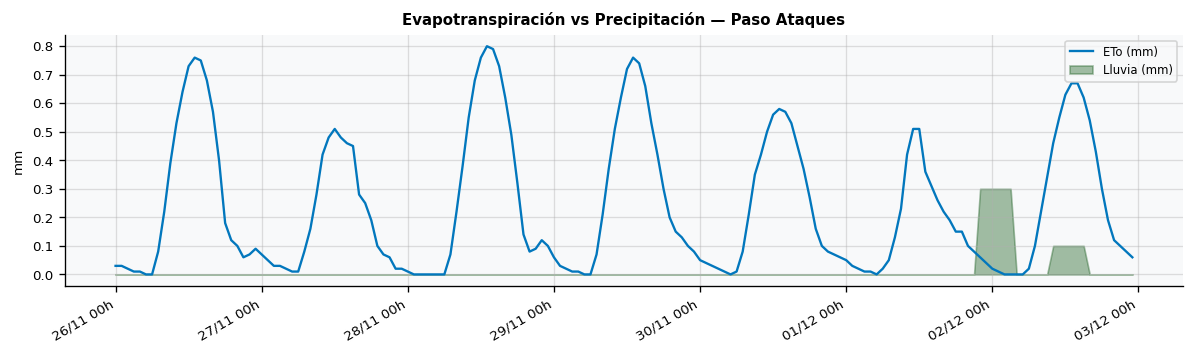 Evapotranspiración vs Precipitación — Paso Ataques
ETo (mm)
Lluvia (mm)
mm
0.8
0.7
0.6
0.5
0.4
0.3
0.2
0.1
0.0
26/11 00h
27/11 00h
28/11 00h
29/11 00h
30/11 00h
01/12 00h
02/12 00h
03/12 00h